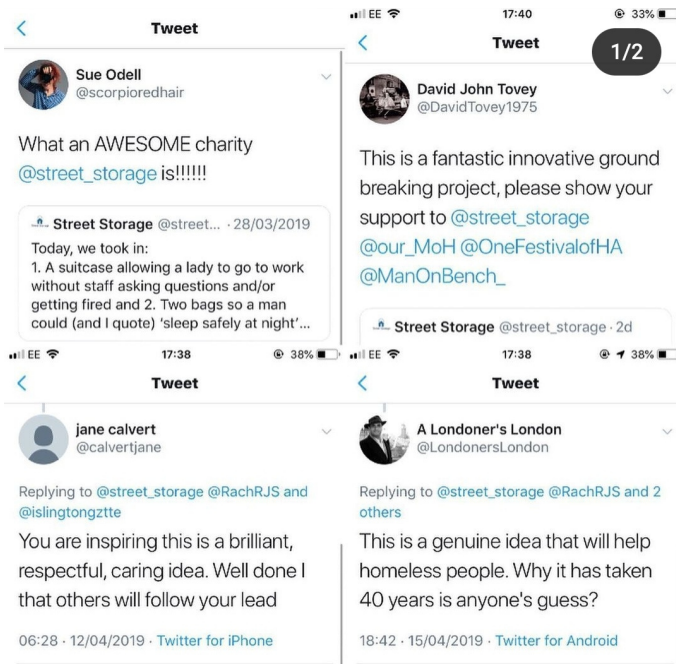 Tweet
Sue Odell
@scorpioredhair
What an AWESOME charity
@street_storage is!!!!!!
Street Storage @street... · 28/03/2019
Today, we took in:
1. A suitcase allowing a lady to go to work
without staff asking questions and/or
getting fired and 2. Two bags so a man
could (and I quote) 'sleep safely at night'...
EE 17:40 33%
Tweet
1/2
David John Tovey
@DavidTovey1975
This is a fantastic innovative ground
breaking project, please show your
support to @street_storage
@our_MoH @OneFestivalofHA
@ManOnBench_
Street Storage @street_storage · 2d
EE 17:38 38%
Tweet
jane calvert
@calvertjane
Replying to @street_storage @RachRJS and
@islingtongztte
You are inspiring this is a brilliant,
respectful, caring idea. Well done I
that others will follow your lead
06:28 · 12/04/2019 · Twitter for iPhone
EE 17:38 38%
Tweet
A Londoner's London
@LondonersLondon
Replying to @street_storage @RachRJS and 2
others
This is a genuine idea that will help
homeless people. Why it has taken
40 years is anyone's guess?
18:42 · 15/04/2019 · Twitter for Android